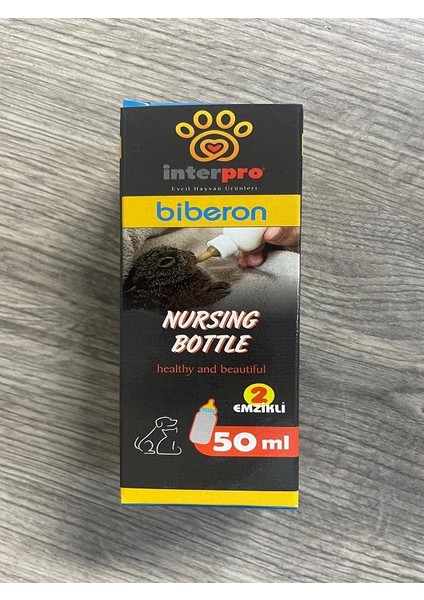 interpro®
Evcil Hayvan Ürünleri
biberon
NURSING
BOTTLE
healthy and beautiful
2
EMZİKLİ
50 ml